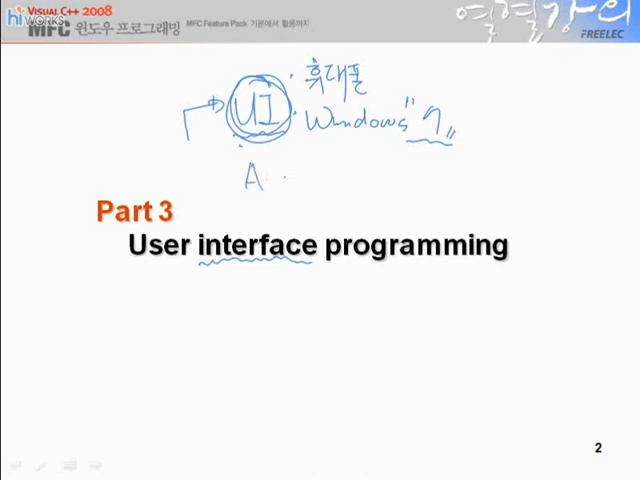 hi WORKS
VISUAL C++ 2008
MFC 윈도우 프로그래밍 MFC Feature Pack 기본에서 활용까지
열혈강의
FREELEC
휴대폰
UI
Windows "7"
A
Part 3
User interface programming
2